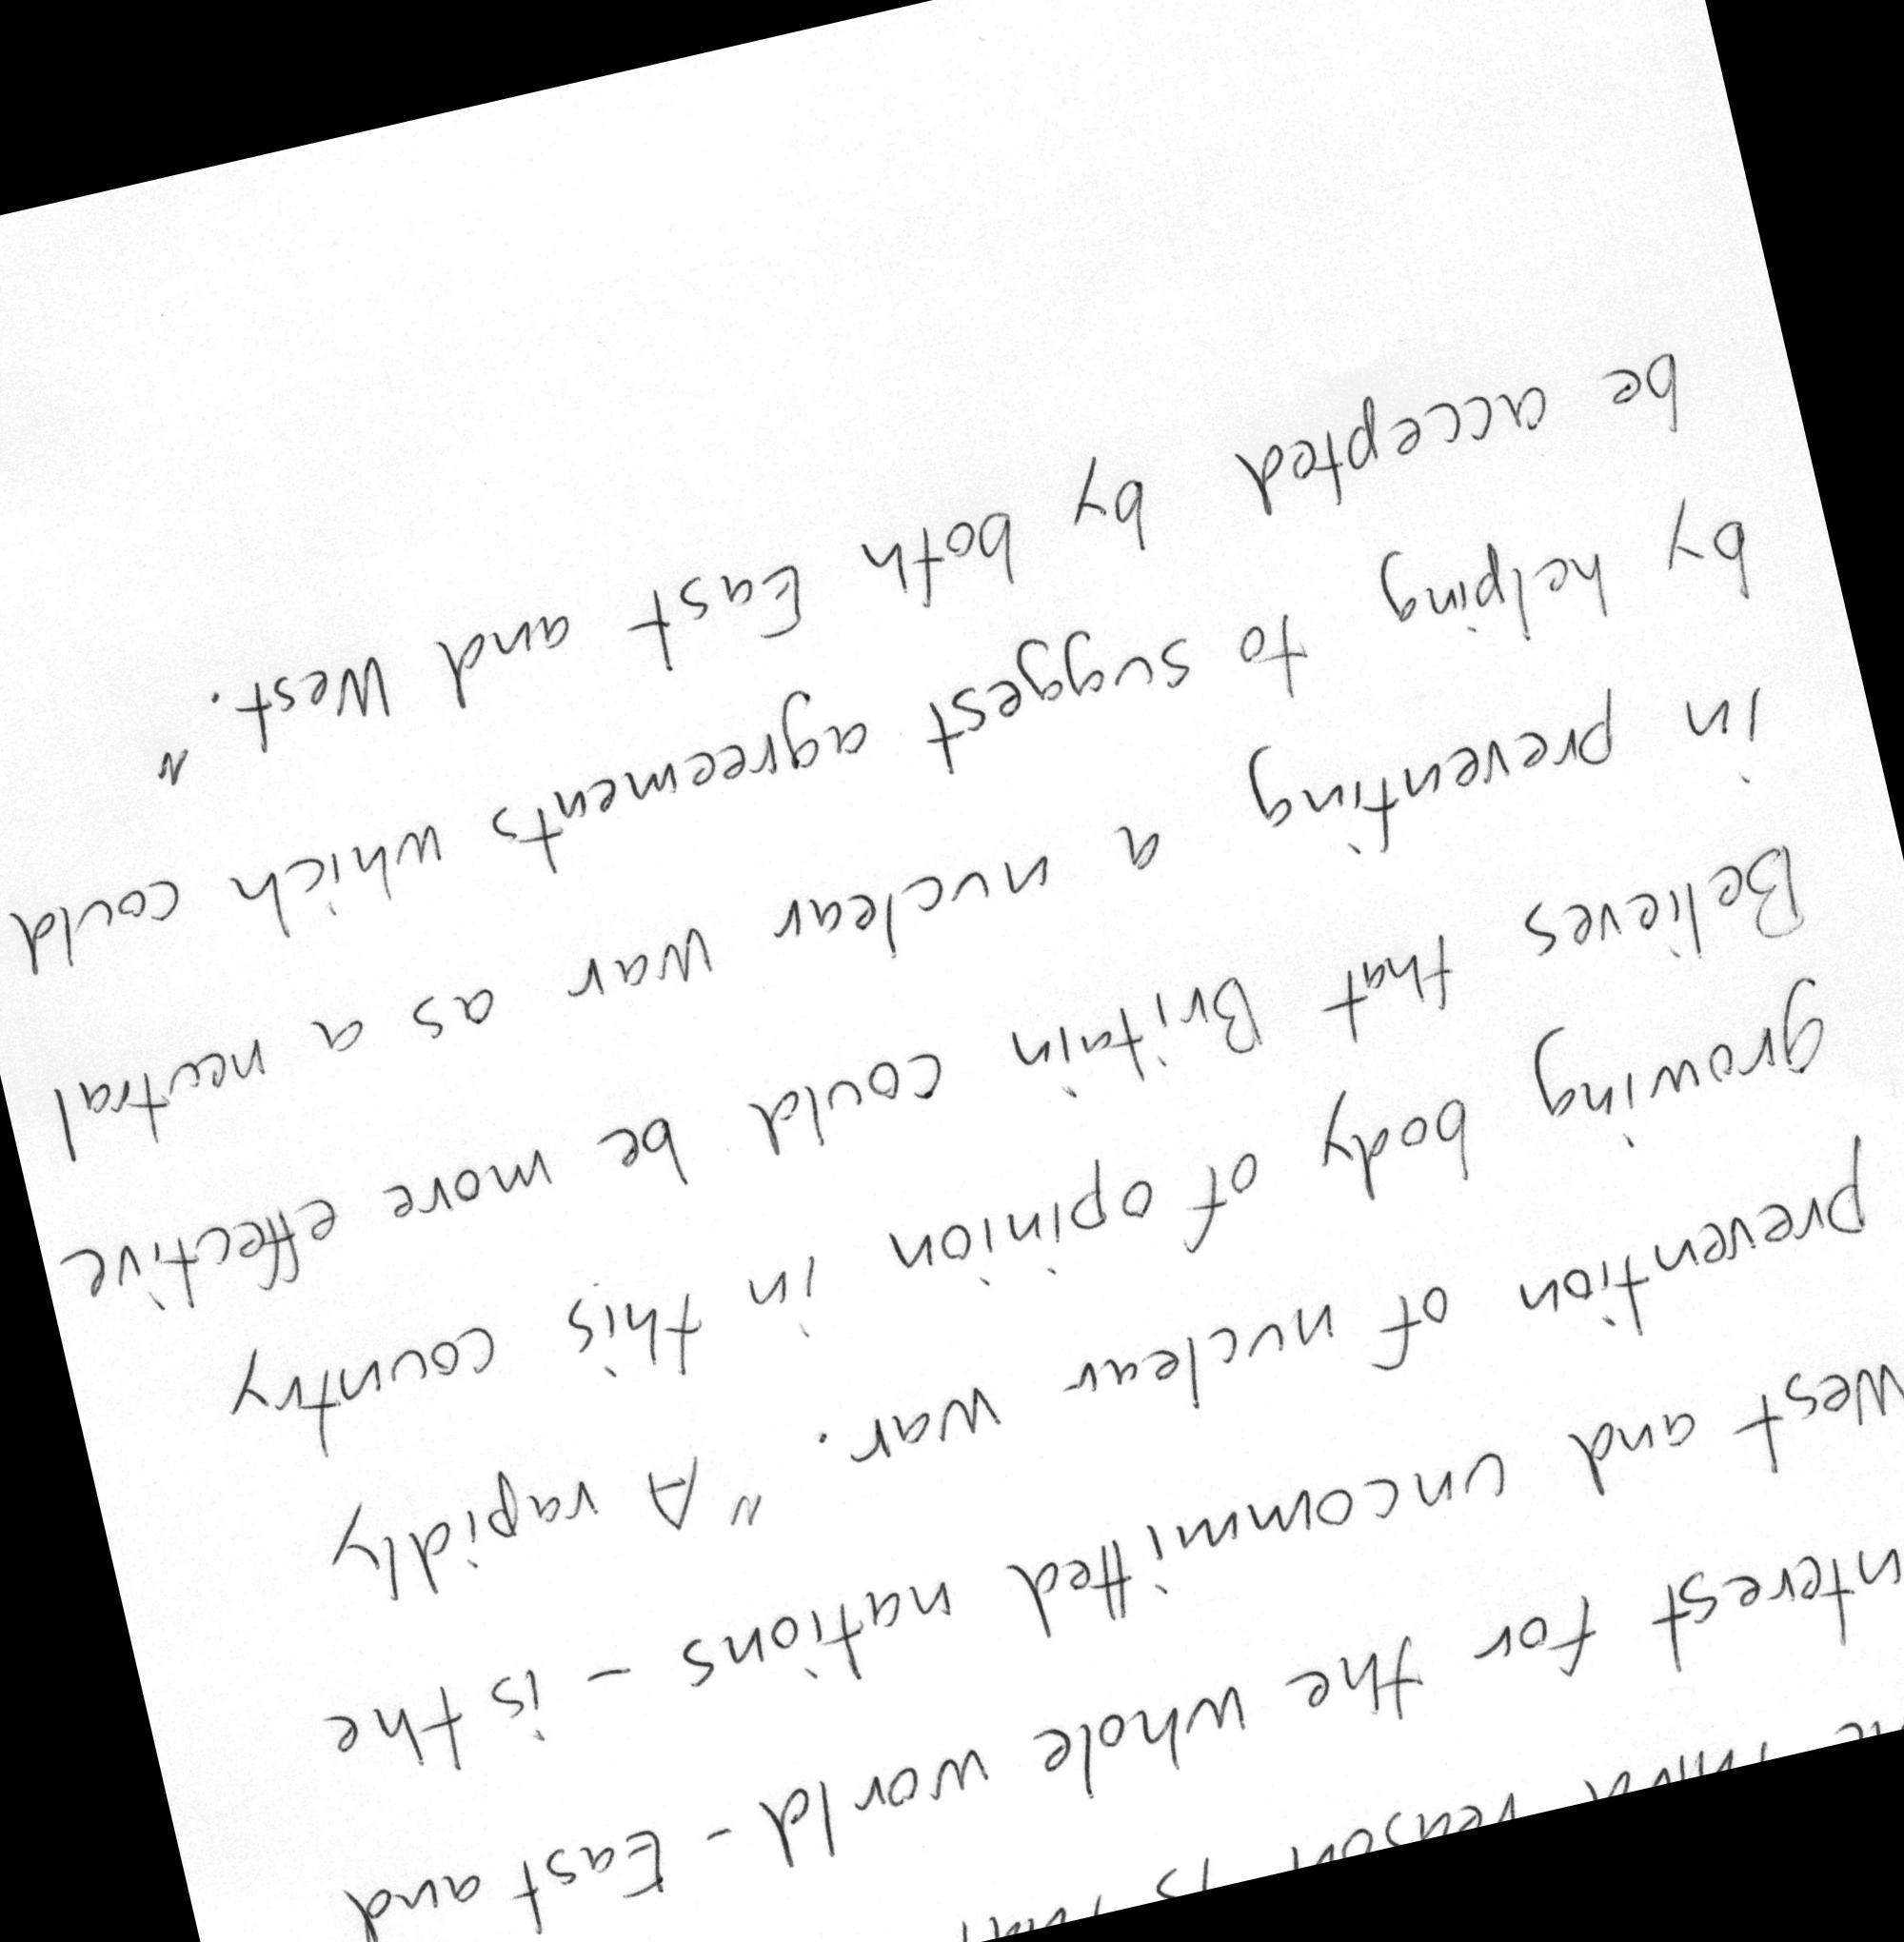 third reason is that
interest for the whole world - East and
West and uncommitted nations - is the
prevention of nuclear war. "A rapidly
growing body of opinion in this country
Believes that Britain could be more effective
in preventing a nuclear war as a neutral
by helping to suggest agreements which could
be accepted by both East and West."